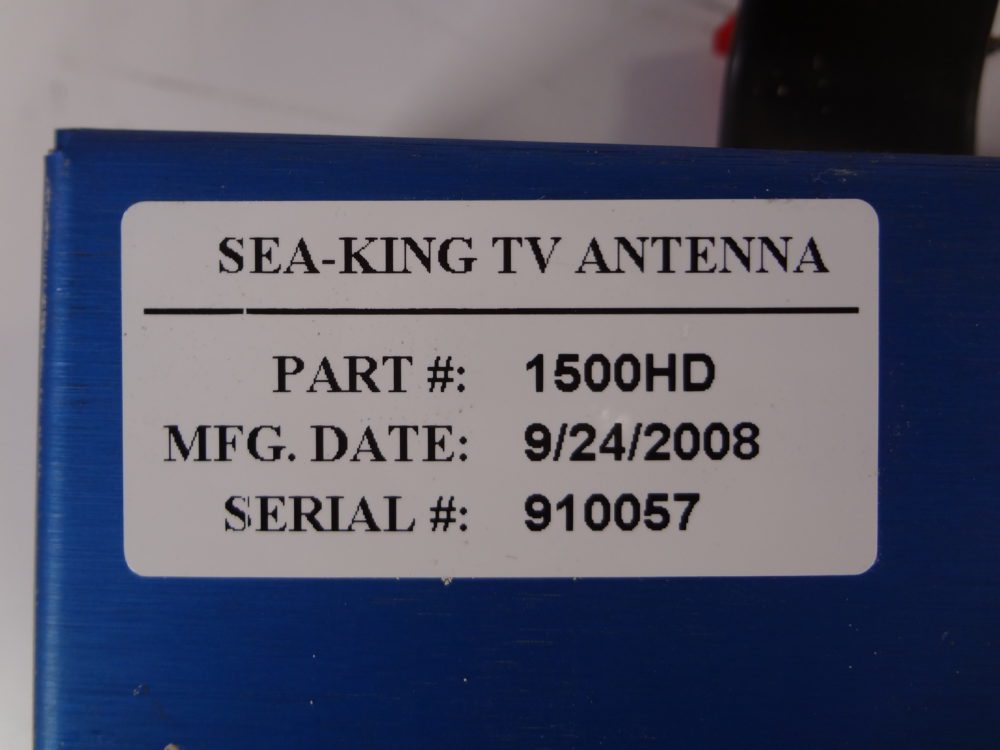 SEA-KING TV ANTENNA
PART #: 1500HD
MFG. DATE: 9/24/2008
SERIAL #: 910057